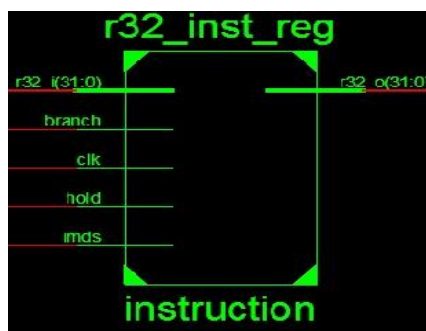 r32_inst_reg
r32_i(31:0) r32_o(31:0)
branch
clk
hold
imds
instruction